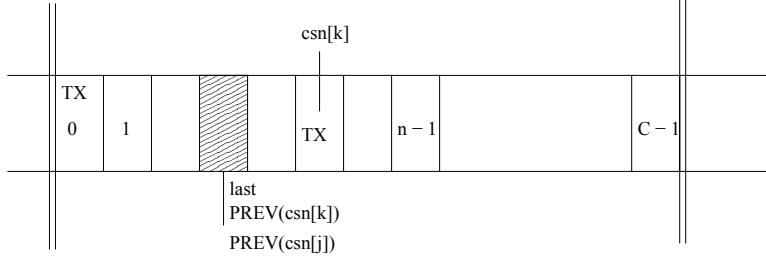 csn[k]
TX
0
1
TX
n − 1
C − 1
last
PREV(csn[k])
PREV(csn[j])